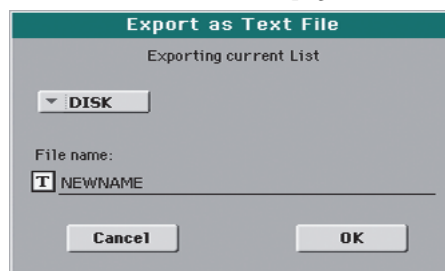 Export as Text File
Exporting current List
DISK
File name:
T NEWNAME
Cancel OK